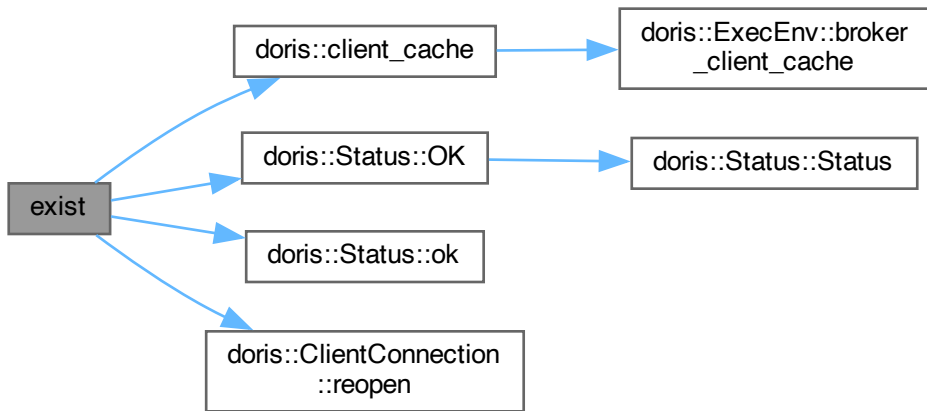 exist
doris::client_cache
doris::ExecEnv::broker
_client_cache
doris::Status::OK
doris::Status::Status
doris::Status::ok
doris::ClientConnection
::reopen